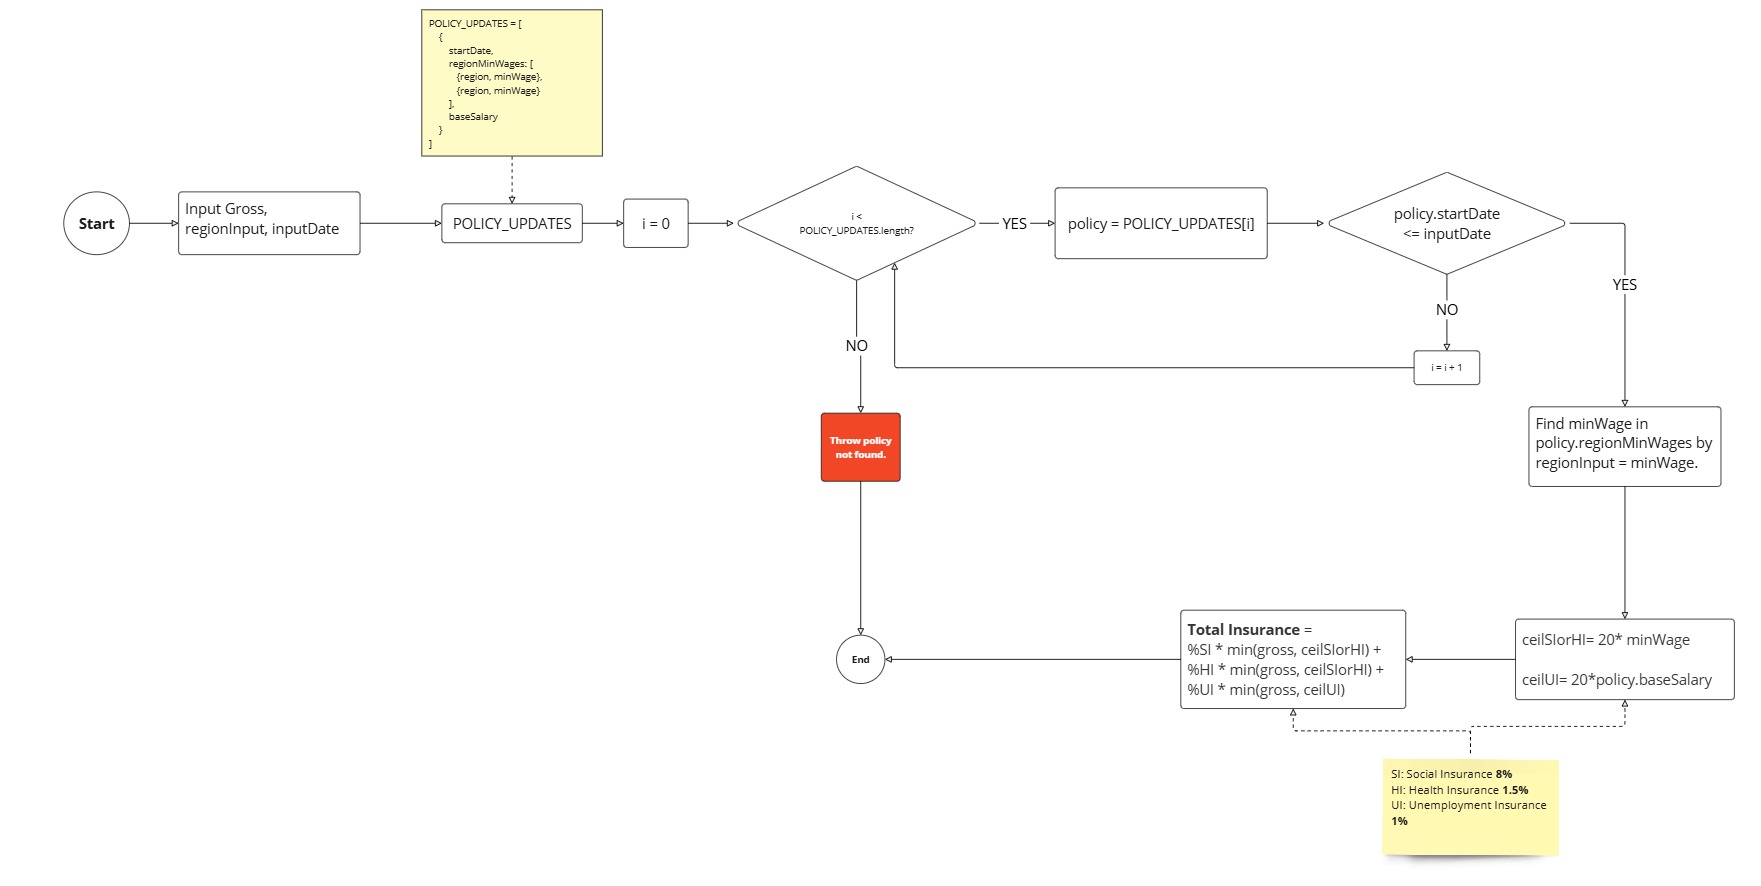 POLICY_UPDATES = [
{
startDate,
regionMinWages: [
{region, minWage},
{region, minWage}
],
baseSalary
}
]
Start
Input Gross,
regionInput, inputDate
POLICY_UPDATES
i = 0
i <
POLICY_UPDATES.length?
YES
policy = POLICY_UPDATES[i]
policy.startDate
<= inputDate
YES
NO
NO
i = i + 1
Throw policy
not found.
Find minWage in
policy.regionMinWages by
regionInput = minWage.
End
Total Insurance =
%SI * min(gross, ceilSIorHI) +
%HI * min(gross, ceilSIorHI) +
%UI * min(gross, ceilUI)
ceilSIorHI= 20* minWage
ceilUI= 20*policy.baseSalary
SI: Social Insurance 8%
HI: Health Insurance 1.5%
UI: Unemployment Insurance
1%